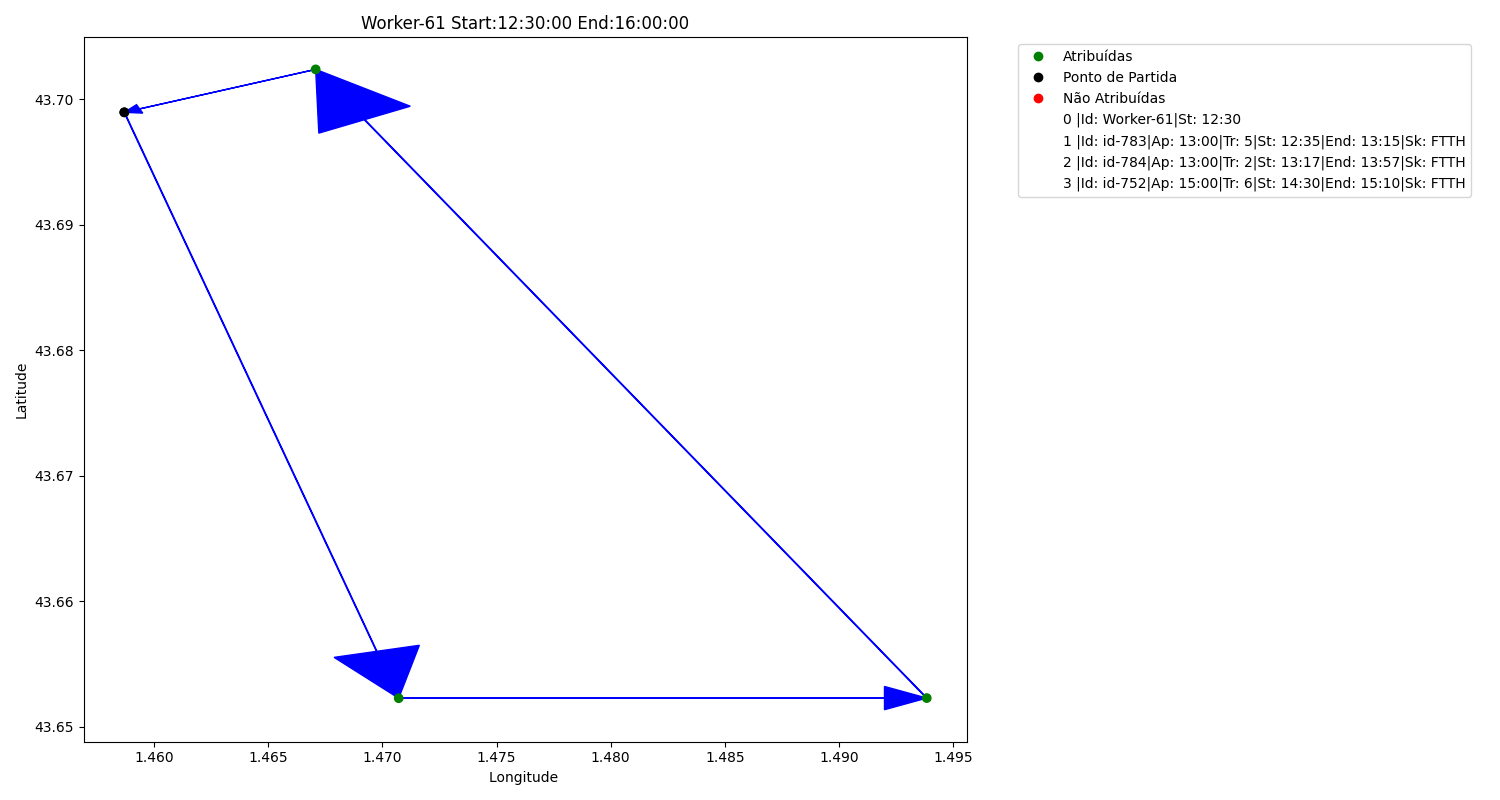 Worker-61 Start:12:30:00 End:16:00:00
Atribuídas
Ponto de Partida
Não Atribuídas
0 |Id: Worker-61|St: 12:30
1 |Id: id-783|Ap: 13:00|Tr: 5|St: 12:35|End: 13:15|Sk: FTTH
2 |Id: id-784|Ap: 13:00|Tr: 2|St: 13:17|End: 13:57|Sk: FTTH
3 |Id: id-752|Ap: 15:00|Tr: 6|St: 14:30|End: 15:10|Sk: FTTH
43.70
43.69
43.68
43.67
43.66
43.65
Latitude
1.460 1.465 1.470 1.475 1.480 1.485 1.490 1.495
Longitude